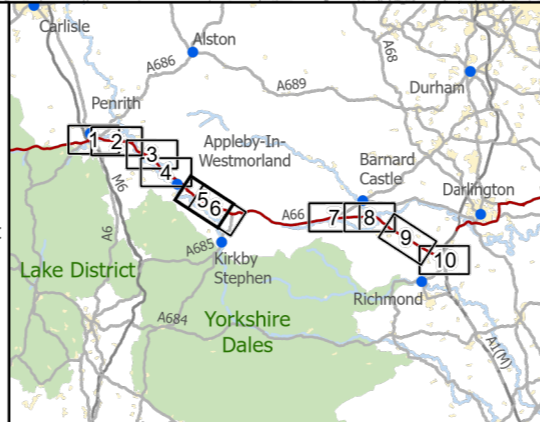 Carlisle
Alston
A686
A689
A68
Durham
Penrith
Appleby-In-
Westmorland
Barnard
Castle
Darlington
1
2
3
4
5
6
7
8
9
10
M6
A6
A66
A685
Kirkby
Stephen
Lake District
Richmond
A684
Yorkshire
Dales
A1(M)